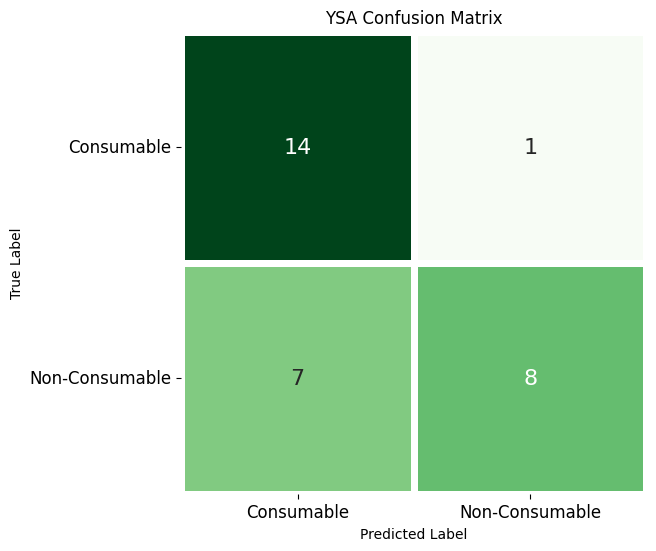 YSA Confusion Matrix
Consumable
14
1
True Label
Non-Consumable
7
8
Consumable
Non-Consumable
Predicted Label